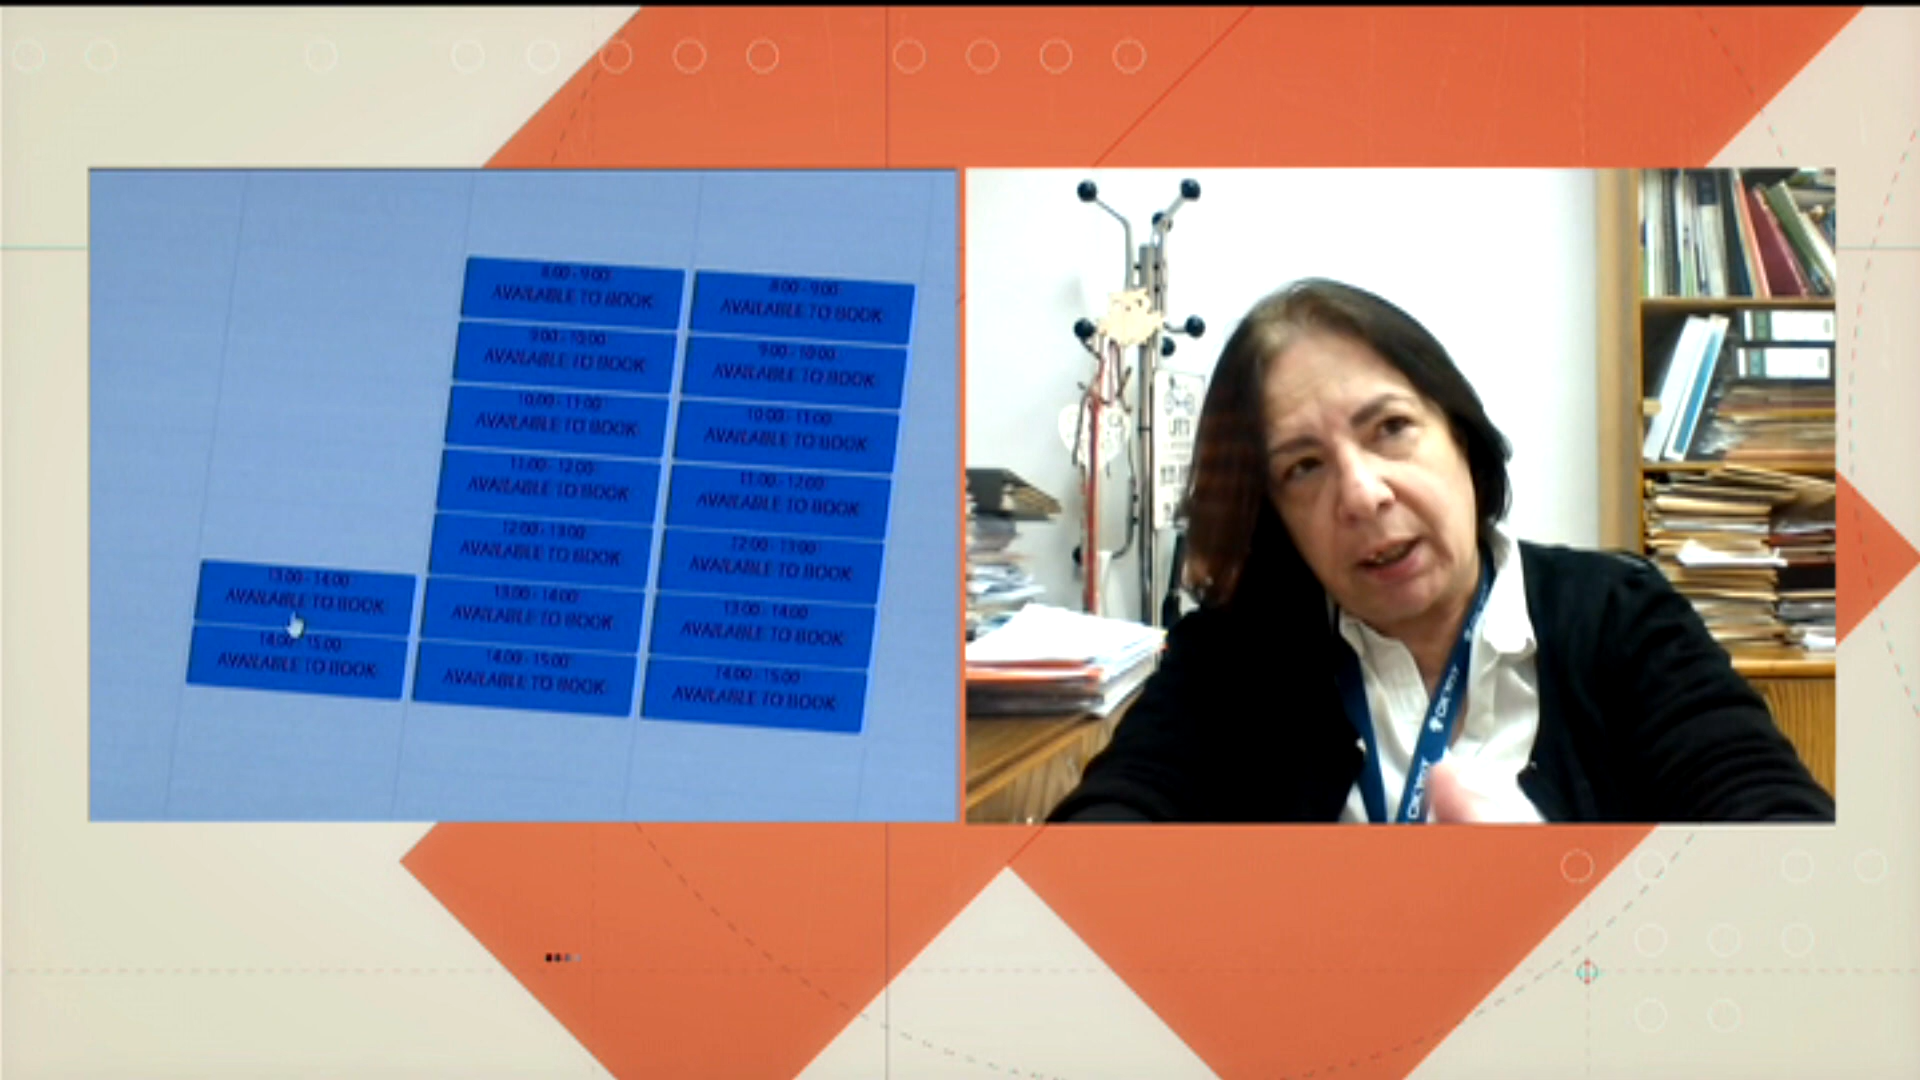 13:00 - 14:00
AVAILABLE TO BOOK
14:00 - 15:00
AVAILABLE TO BOOK
8:00 - 9:00
AVAILABLE TO BOOK
9:00 - 10:00
AVAILABLE TO BOOK
10:00 - 11:00
AVAILABLE TO BOOK
11:00 - 12:00
AVAILABLE TO BOOK
12:00 - 13:00
AVAILABLE TO BOOK
13:00 - 14:00
AVAILABLE TO BOOK
14:00 - 15:00
AVAILABLE TO BOOK
8:00 - 9:00
AVAILABLE TO BOOK
9:00 - 10:00
AVAILABLE TO BOOK
10:00 - 11:00
AVAILABLE TO BOOK
11:00 - 12:00
AVAILABLE TO BOOK
12:00 - 13:00
AVAILABLE TO BOOK
13:00 - 14:00
AVAILABLE TO BOOK
14:00 - 15:00
AVAILABLE TO BOOK